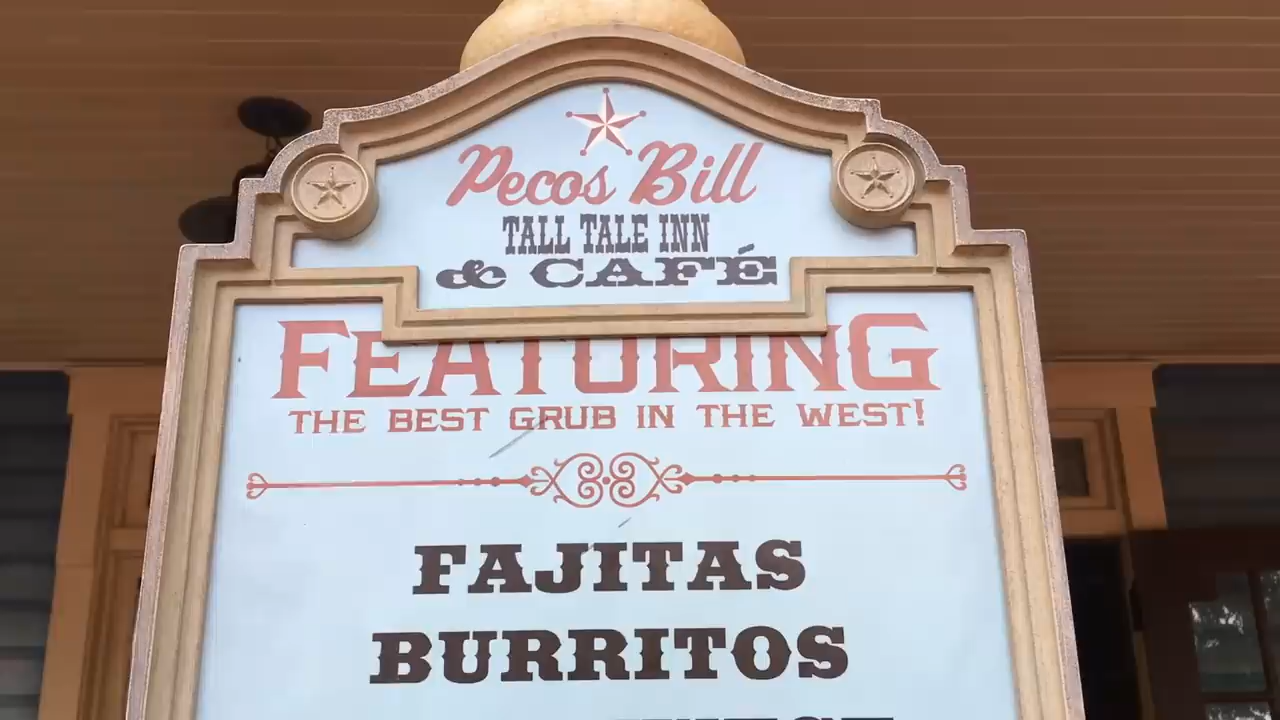 Pecos Bill
TALL TALE INN
& CAFÉ
FEATURING
THE BEST GRUB IN THE WEST!
FAJITAS
BURRITOS